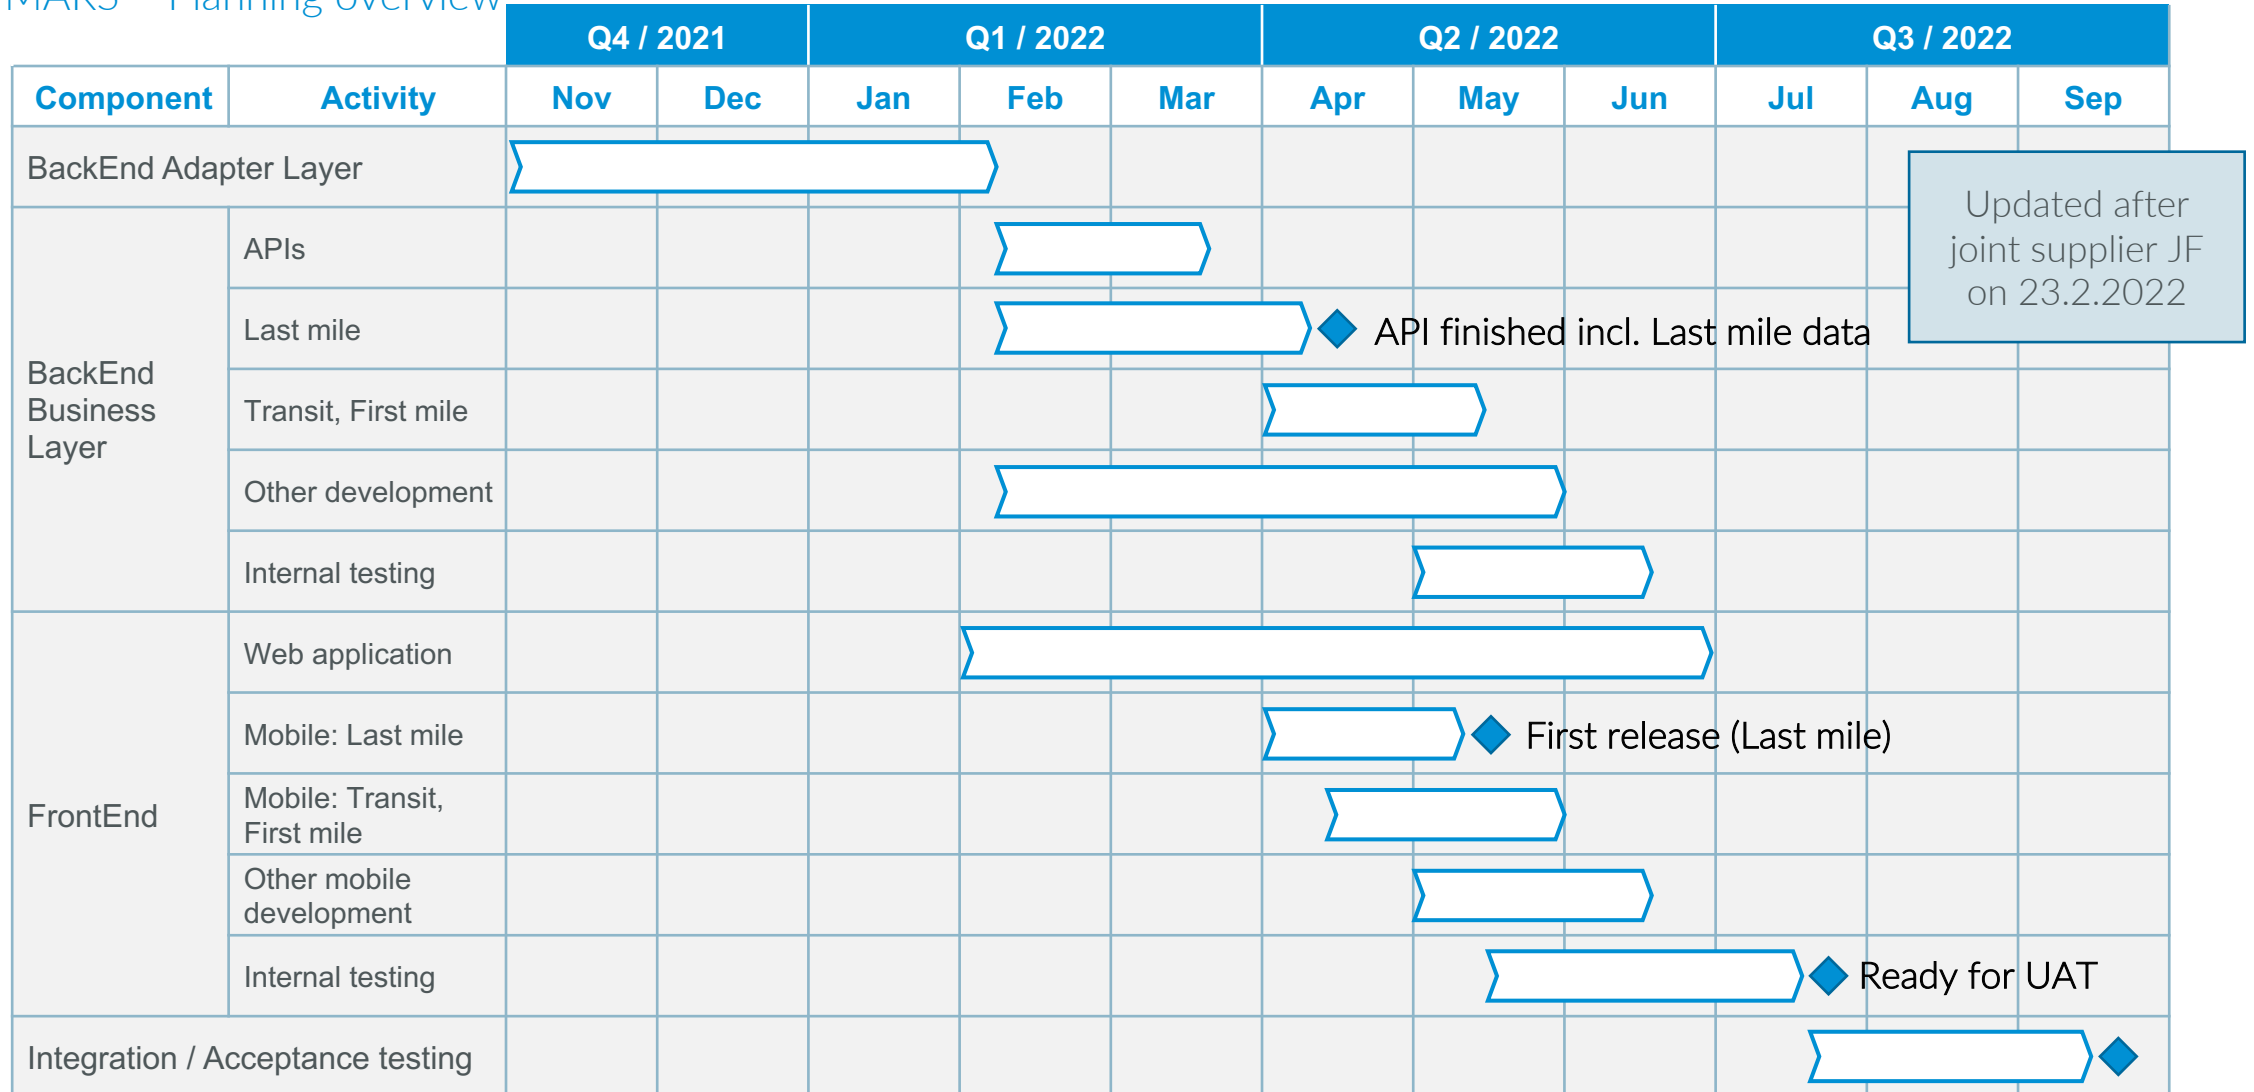 Planning overview
Q4 / 2021 Q1 / 2022 Q2 / 2022 Q3 / 2022
Component Activity Nov Dec Jan Feb Mar Apr May Jun Jul Aug Sep
BackEnd Adapter Layer
Updated after
joint supplier JF
on 23.2.2022
BackEnd
Business
Layer
APIs
Last mile
API finished incl. Last mile data
Transit, First mile
Other development
Internal testing
FrontEnd
Web application
Mobile: Last mile
First release (Last mile)
Mobile: Transit,
First mile
Other mobile
development
Internal testing
Ready for UAT
Integration / Acceptance testing